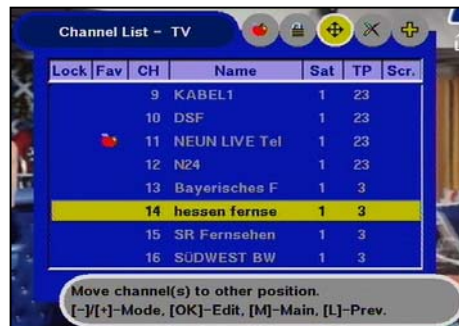 Channel List – TV
Lock Fav CH Name Sat TP Scr.
9 KABEL1 1 23
10 DSF 1 23
11 NEUN LIVE Tel 1 23
12 N24 1 23
13 Bayerisches F 1 3
14 hessen fernse 1 3
15 SR Fernsehen 1 3
16 SÜDWEST BW 1 3
Move channel(s) to other position.
[-]/[+]-Mode, [OK]-Edit, [M]-Main, [L]-Prev.